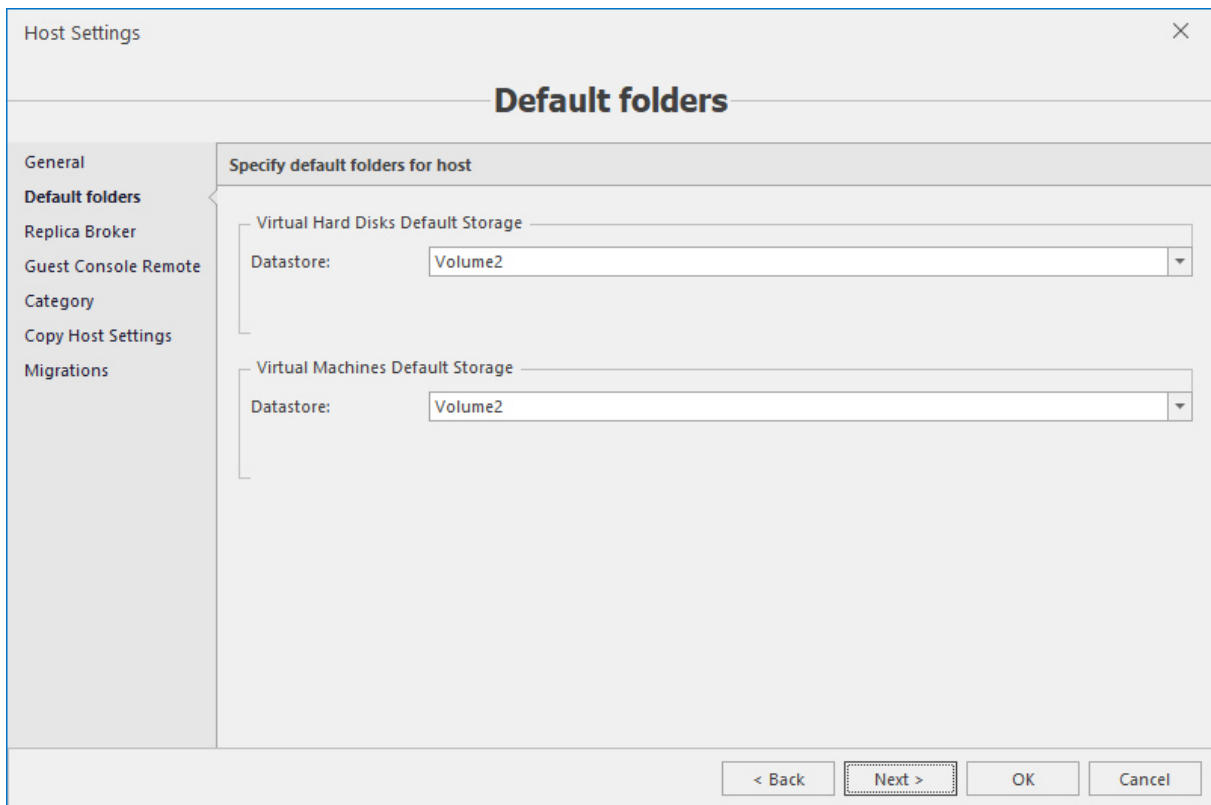 Host Settings
Default folders
General
Default folders
Replica Broker
Guest Console Remote
Category
Copy Host Settings
Migrations
Specify default folders for host
Virtual Hard Disks Default Storage
Datastore: Volume2
Virtual Machines Default Storage
Datastore: Volume2
< Back Next > OK Cancel